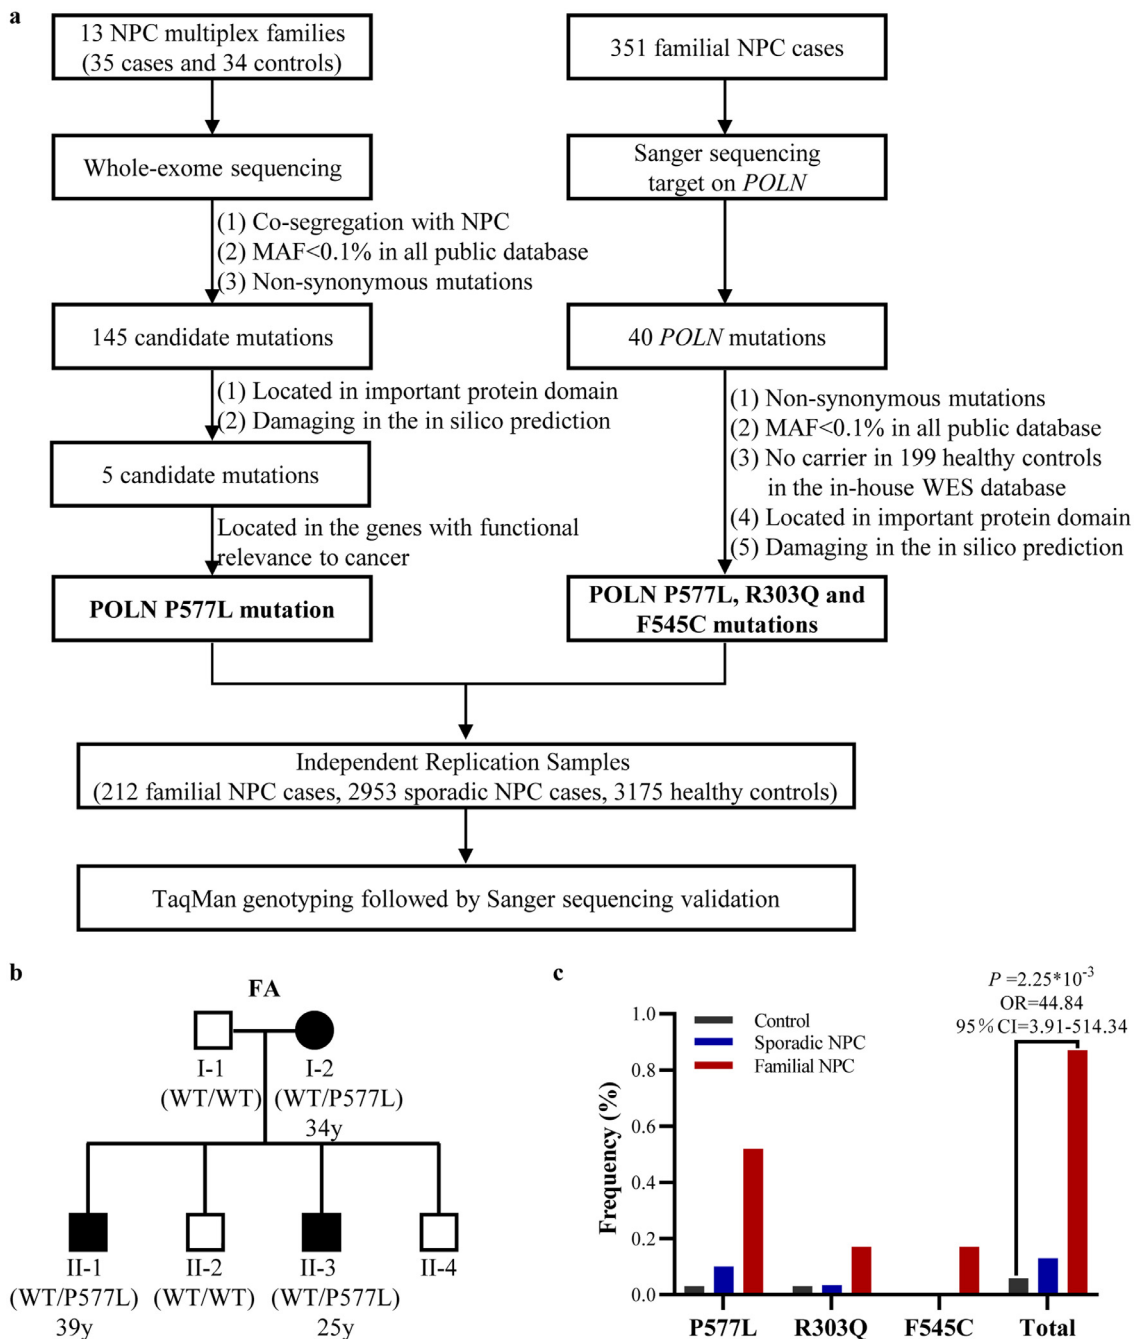 a
13 NPC multiplex families
(35 cases and 34 controls)
351 familial NPC cases
Whole-exome sequencing
Sanger sequencing
target on POLN
(1) Co-segregation with NPC
(2) MAF<0.1% in all public database
(3) Non-synonymous mutations
145 candidate mutations
40 POLN mutations
(1) Located in important protein domain
(2) Damaging in the in silico prediction
(1) Non-synonymous mutations
(2) MAF<0.1% in all public database
(3) No carrier in 199 healthy controls
in the in-house WES database
(4) Located in important protein domain
(5) Damaging in the in silico prediction
5 candidate mutations
Located in the genes with functional
relevance to cancer
POLN P577L mutation
POLN P577L, R303Q and
F545C mutations
Independent Replication Samples
(212 familial NPC cases, 2953 sporadic NPC cases, 3175 healthy controls)
TaqMan genotyping followed by Sanger sequencing validation
b
FA
I-1
(WT/WT)
I-2
(WT/P577L)
34y
II-1
(WT/P577L)
39y
II-2
(WT/WT)
II-3
(WT/P577L)
25y
II-4
c
P =2.25*10-3
OR=44.84
95%CI=3.91-514.34
Control
Sporadic NPC
Familial NPC
Frequency (%)
1.0
0.8
0.6
0.4
0.2
0.0
P577L R303Q F545C Total